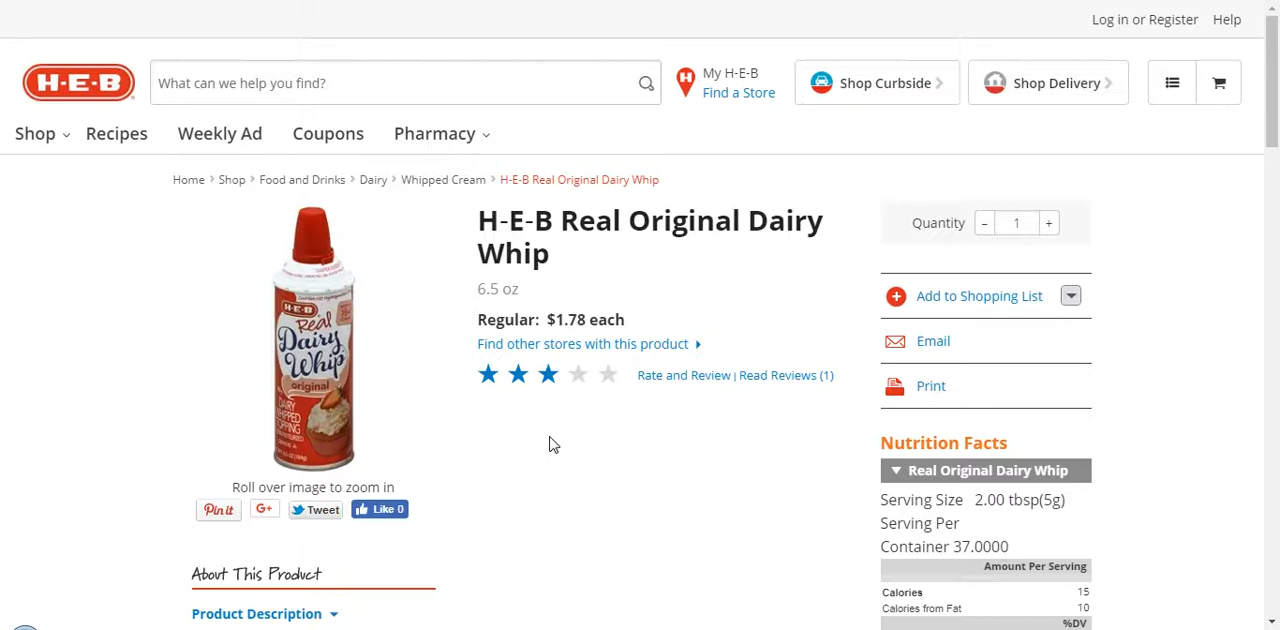 Log in or Register Help
H-E-B
What can we help you find?
My H-E-B
Find a Store
Shop Curbside
Shop Delivery
Shop Recipes Weekly Ad Coupons Pharmacy
Home Shop Food and Drinks Dairy Whipped Cream H-E-B Real Original Dairy Whip
H-E-B
Real
Dairy
Whip
original
DAIRY
WHIPPED
TOPPING
Roll over image to zoom in
Pin it G+ Tweet Like 0
H-E-B Real Original Dairy
Whip
6.5 oz
Regular: $1.78 each
Find other stores with this product
Rate and Review | Read Reviews (1)
Quantity - 1 +
Add to Shopping List
Email
Print
Nutrition Facts
Real Original Dairy Whip
Serving Size 2.00 tbsp(5g)
Serving Per
Container 37.0000
Amount Per Serving
Calories 15
Calories from Fat 10
%DV
About This Product
Product Description